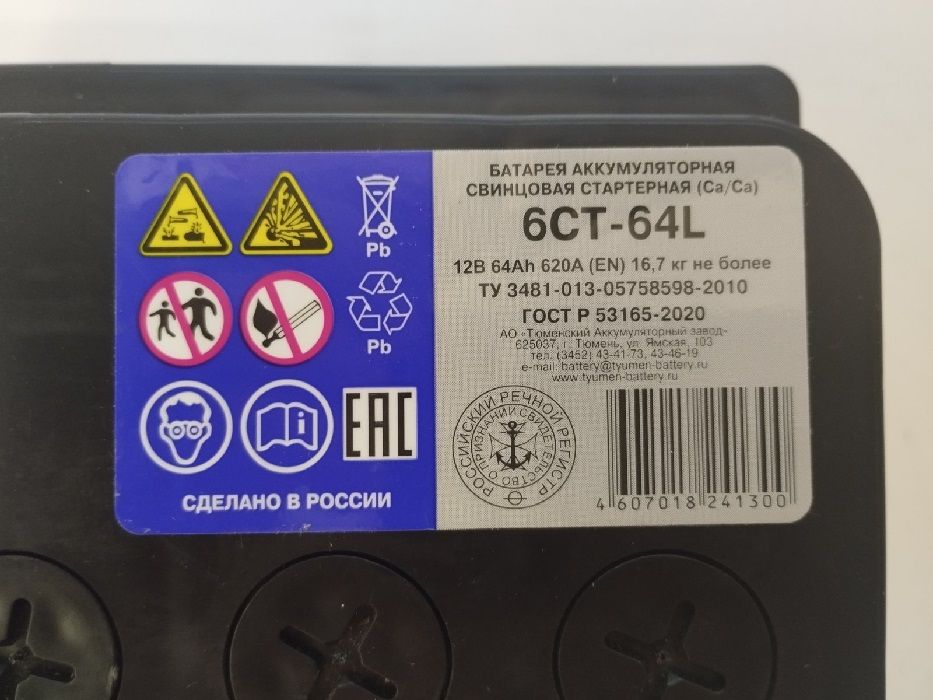 Pb
Pb
EAC
СДЕЛАНО В РОССИИ
БАТАРЕЯ АККУМУЛЯТОРНАЯ
СВИНЦОВАЯ СТАРТЕРНАЯ (Ca/Ca)
6СТ-64L
12В 64Ah 620A (EN) 16,7 кг не более
ТУ 3481-013-05758598-2010
ГОСТ Р 53165-2020
АО «Тюменский Аккумуляторный завод»
625037, г. Тюмень, ул. Ямская, 103
тел. (3452) 43-41-73, 43-46-19
e-mail: battery@tyumen-battery.ru
www.tyumen-battery.ru
РОССИЙСКИЙ РЕЧНОЙ РЕГИСТР
СВИДЕТЕЛЬСТВО О ПРИЗНАНИИ
4 607018 241300